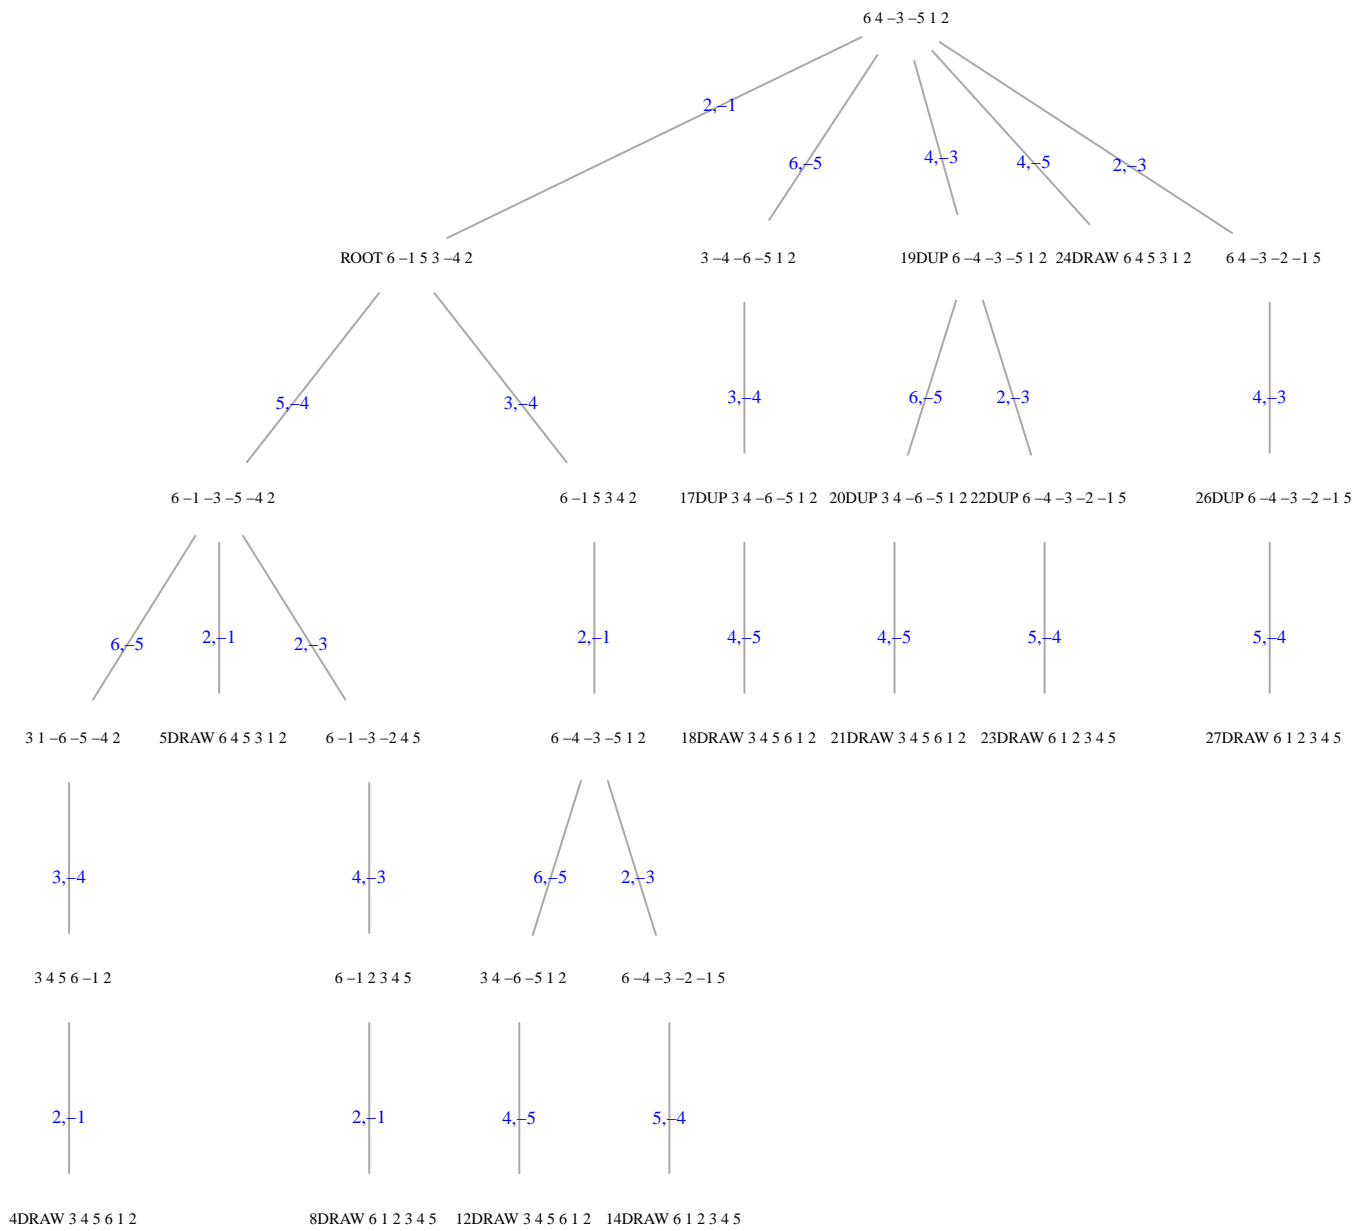 6 4 −3 −5 1 2
2,−1
6,−5
4,−3
4,−5
2,−3
ROOT 6 −1 5 3 −4 2
3 −4 −6 −5 1 2
19DUP 6 −4 −3 −5 1 2
24DRAW 6 4 5 3 1 2
6 4 −3 −2 −1 5
5,−4
3,−4
3,−4
6,−5
2,−3
4,−3
6 −1 −3 −5 −4 2
6 −1 5 3 4 2
17DUP 3 4 −6 −5 1 2
20DUP 3 4 −6 −5 1 2
22DUP 6 −4 −3 −2 −1 5
26DUP 6 −4 −3 −2 −1 5
6,−5
2,−1
2,−3
2,−1
4,−5
4,−5
5,−4
5,−4
3 1 −6 −5 −4 2
5DRAW 6 4 5 3 1 2
6 −1 −3 −2 4 5
6 −4 −3 −5 1 2
18DRAW 3 4 5 6 1 2
21DRAW 3 4 5 6 1 2
23DRAW 6 1 2 3 4 5
27DRAW 6 1 2 3 4 5
3,−4
4,−3
6,−5
2,−3
3 4 5 6 −1 2
6 −1 2 3 4 5
3 4 −6 −5 1 2
6 −4 −3 −2 −1 5
2,−1
2,−1
4,−5
5,−4
4DRAW 3 4 5 6 1 2
8DRAW 6 1 2 3 4 5
12DRAW 3 4 5 6 1 2
14DRAW 6 1 2 3 4 5